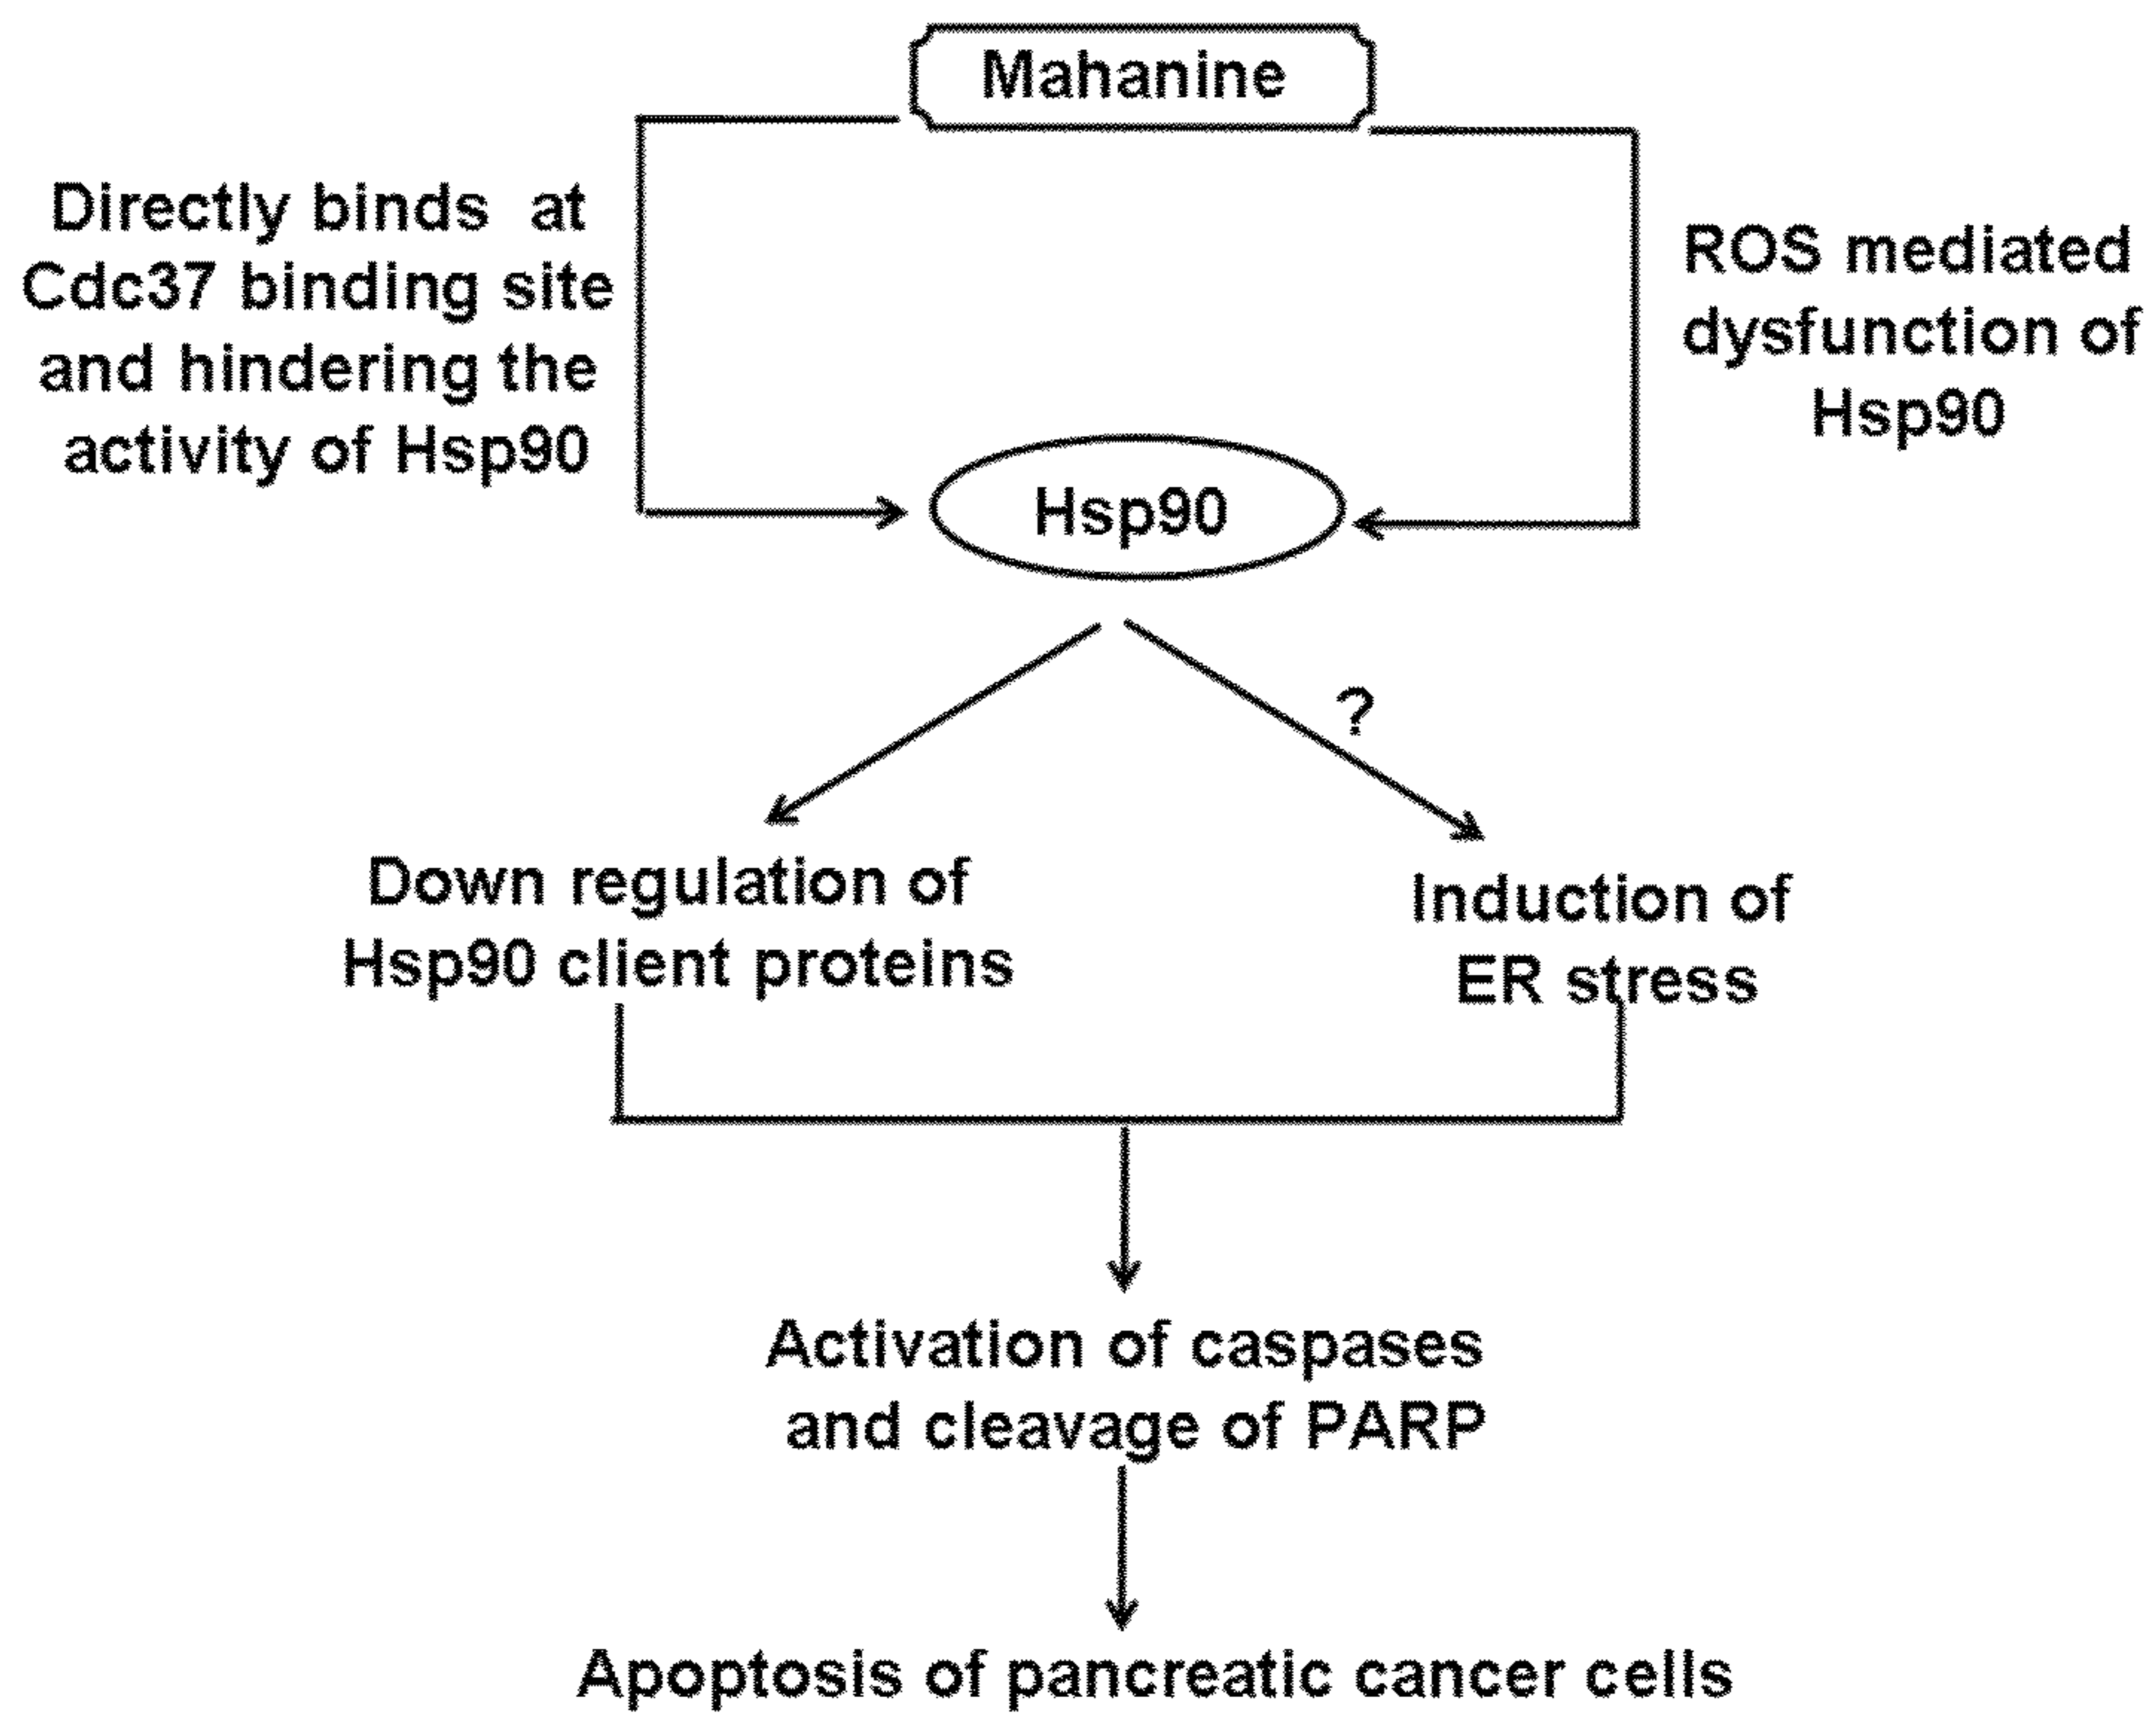 Mahanine
Directly binds at
Cdc37 binding site
and hindering the
activity of Hsp90
ROS mediated
dysfunction of
Hsp90
Hsp90
?
Down regulation of
Hsp90 client proteins
Induction of
ER stress
Activation of caspases
and cleavage of PARP
Apoptosis of pancreatic cancer cells